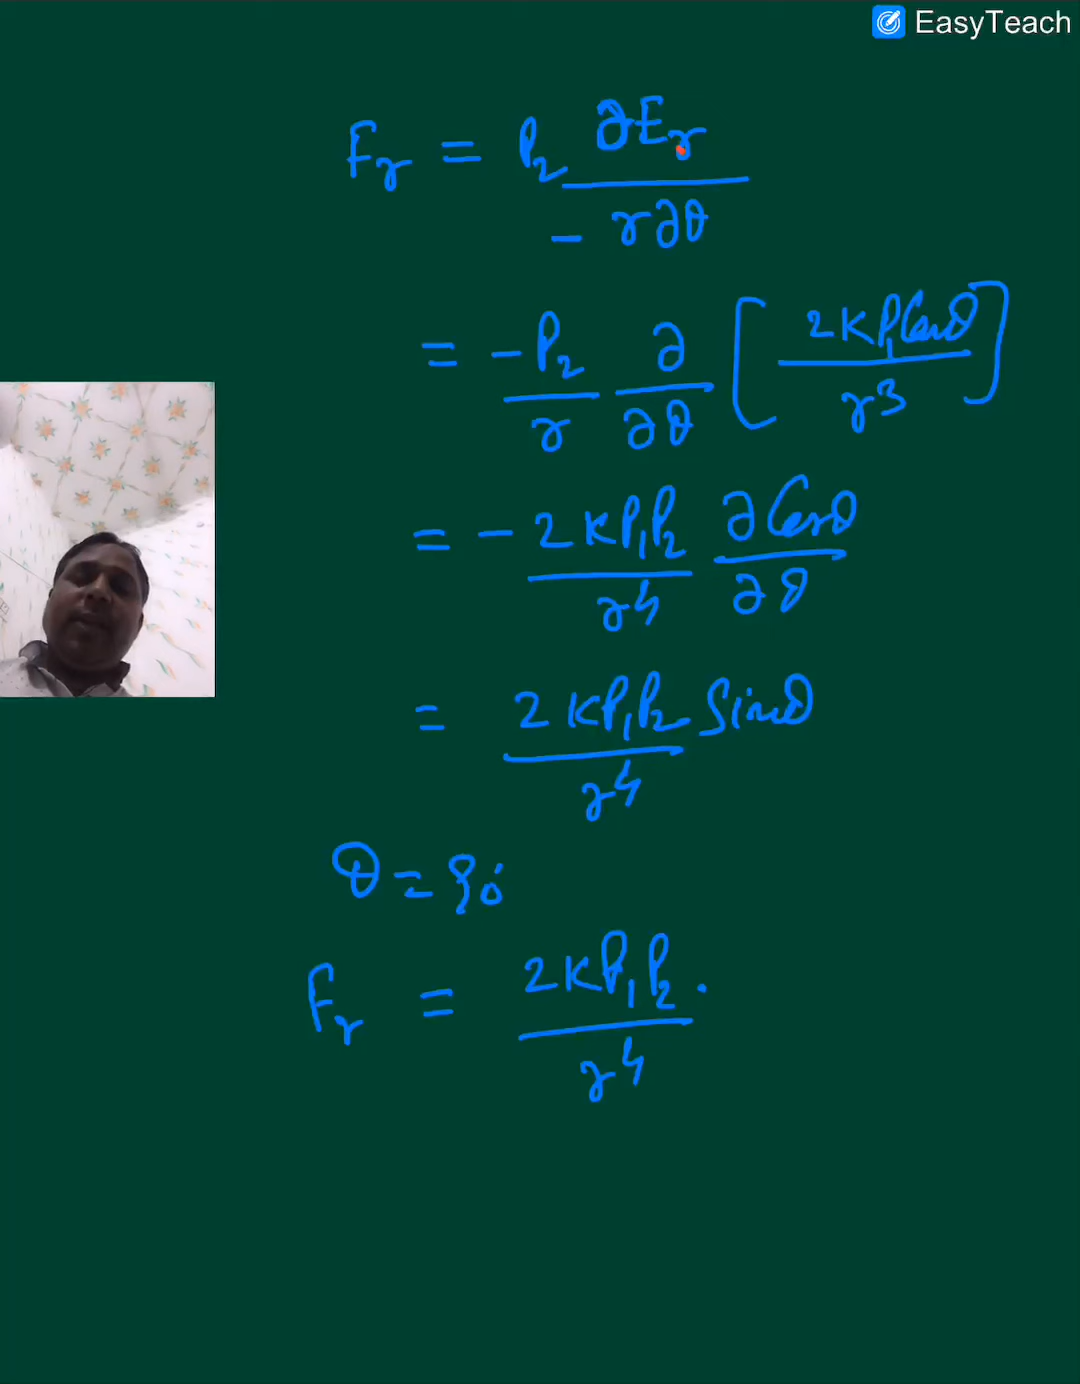 EasyTeach
Fr = P₂ ∂Er / - r∂θ
= -P₂/r ∂/∂θ [2KP₁Cosθ / r³]
= - 2KP₁P₂/r⁴ ∂Cosθ/∂θ
= 2KP₁P₂/r⁴ Sinθ
θ = 90°
Fr = 2KP₁P₂/r⁴.